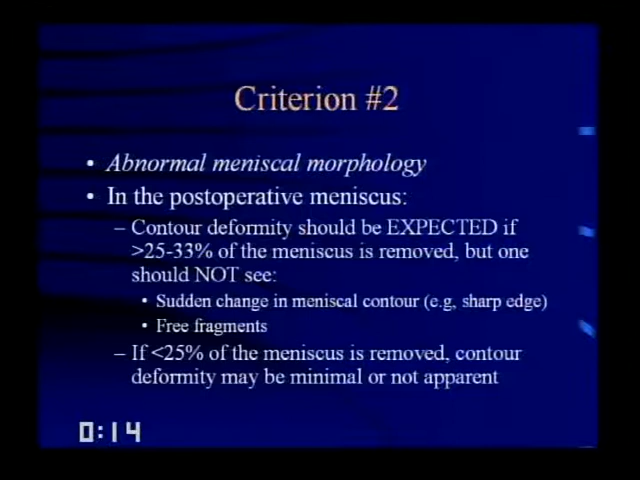 Criterion #2
• Abnormal meniscal morphology
• In the postoperative meniscus:
– Contour deformity should be EXPECTED if
>25-33% of the meniscus is removed, but one
should NOT see:
• Sudden change in meniscal contour (e.g, sharp edge)
• Free fragments
– If <25% of the meniscus is removed, contour
deformity may be minimal or not apparent
0:14